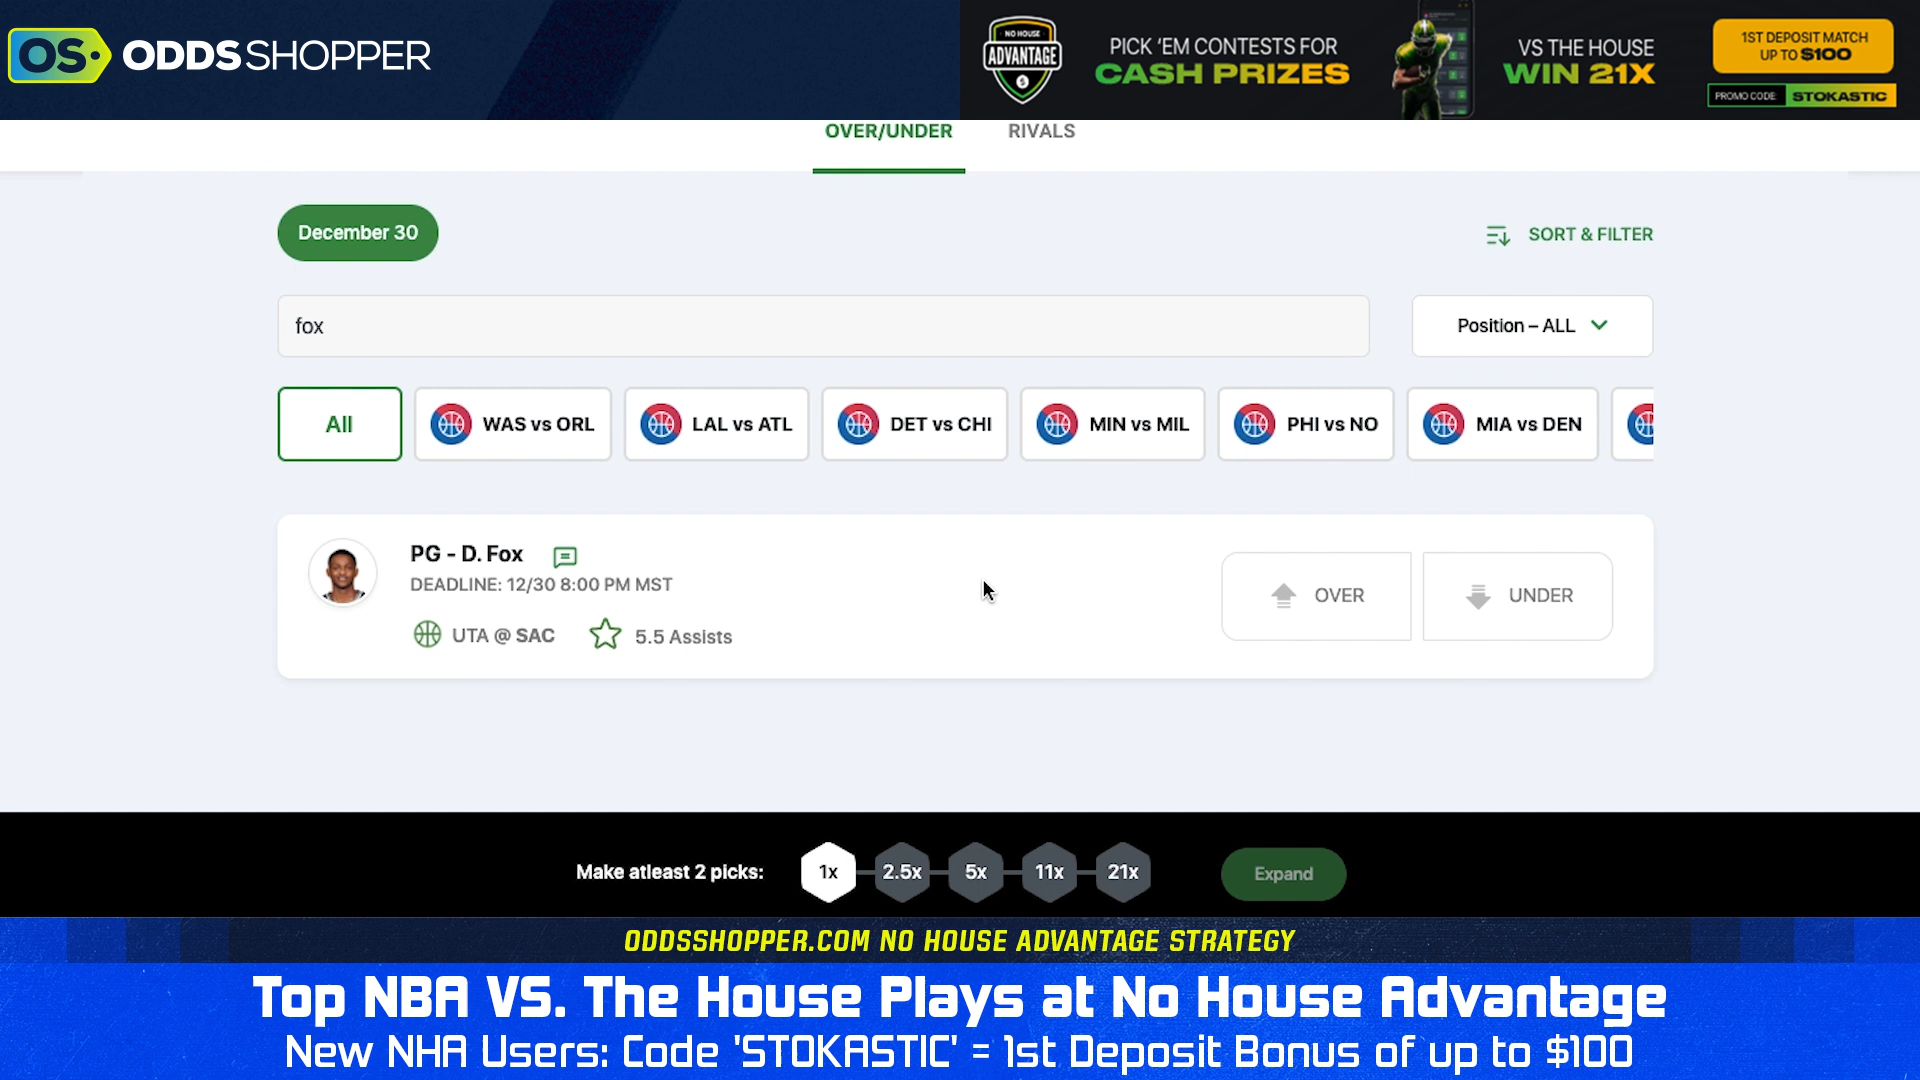 OS. ODDSSHOPPER
NO HOUSE
ADVANTAGE
PICK 'EM CONTESTS FOR
CASH PRIZES
VS THE HOUSE
WIN 21X
1ST DEPOSIT MATCH
UP TO $100
PROMO CODE STOKASTIC
OVER/UNDER RIVALS
December 30
SORT & FILTER
fox
Position – ALL
All WAS vs ORL LAL vs ATL DET vs CHI MIN vs MIL PHI vs NO MIA vs DEN
PG - D. Fox
DEADLINE: 12/30 8:00 PM MST
UTA @ SAC 5.5 Assists
OVER UNDER
Make atleast 2 picks: 1x 2.5x 5x 11x 21x Expand
ODDSSHOPPER.COM NO HOUSE ADVANTAGE STRATEGY
Top NBA VS. The House Plays at No House Advantage
New NHA Users: Code 'STOKASTIC' = 1st Deposit Bonus of up to $100